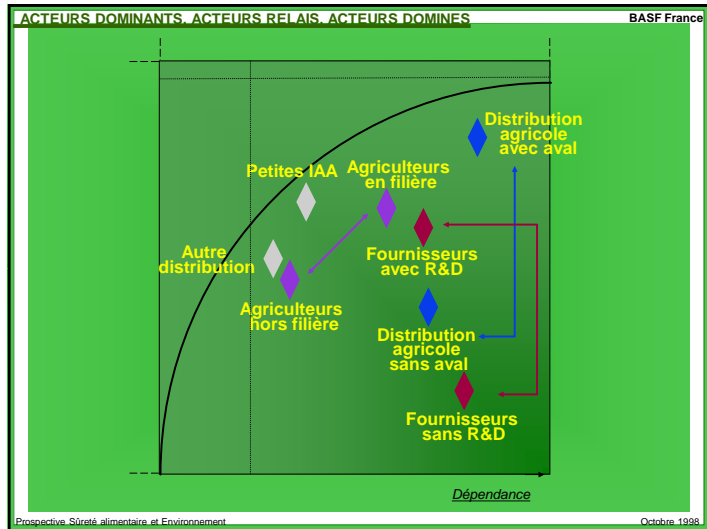 ACTEURS DOMINANTS, ACTEURS RELAIS, ACTEURS DOMINES
BASF France
Distribution
agricole
avec aval
Petites IAA
Agriculteurs
en filière
Autre
distribution
Fournisseurs
avec R&D
Agriculteurs
hors filière
Distribution
agricole
sans aval
Fournisseurs
sans R&D
Dépendance
Prospective Sûreté alimentaire et Environnement
Octobre 1998